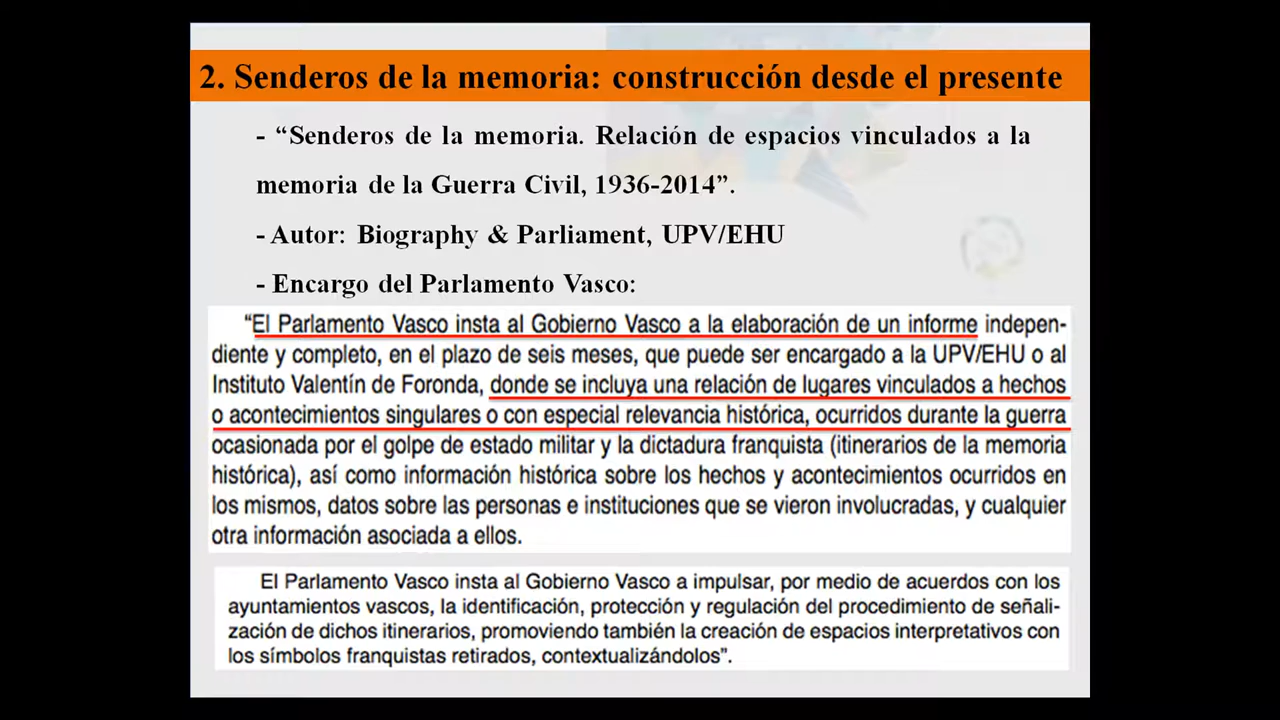 2. Senderos de la memoria: construcción desde el presente
- “Senderos de la memoria. Relación de espacios vinculados a la
memoria de la Guerra Civil, 1936-2014”.
- Autor: Biography & Parliament, UPV/EHU
- Encargo del Parlamento Vasco:
“El Parlamento Vasco insta al Gobierno Vasco a la elaboración de un informe indepen-
diente y completo, en el plazo de seis meses, que puede ser encargado a la UPV/EHU o al
Instituto Valentín de Foronda, donde se incluya una relación de lugares vinculados a hechos
o acontecimientos singulares o con especial relevancia histórica, ocurridos durante la guerra
ocasionada por el golpe de estado militar y la dictadura franquista (itinerarios de la memoria
histórica), así como información histórica sobre los hechos y acontecimientos ocurridos en
los mismos, datos sobre las personas e instituciones que se vieron involucradas, y cualquier
otra información asociada a ellos.
El Parlamento Vasco insta al Gobierno Vasco a impulsar, por medio de acuerdos con los
ayuntamientos vascos, la identificación, protección y regulación del procedimiento de señali-
zación de dichos itinerarios, promoviendo también la creación de espacios interpretativos con
los símbolos franquistas retirados, contextualizándolos”.